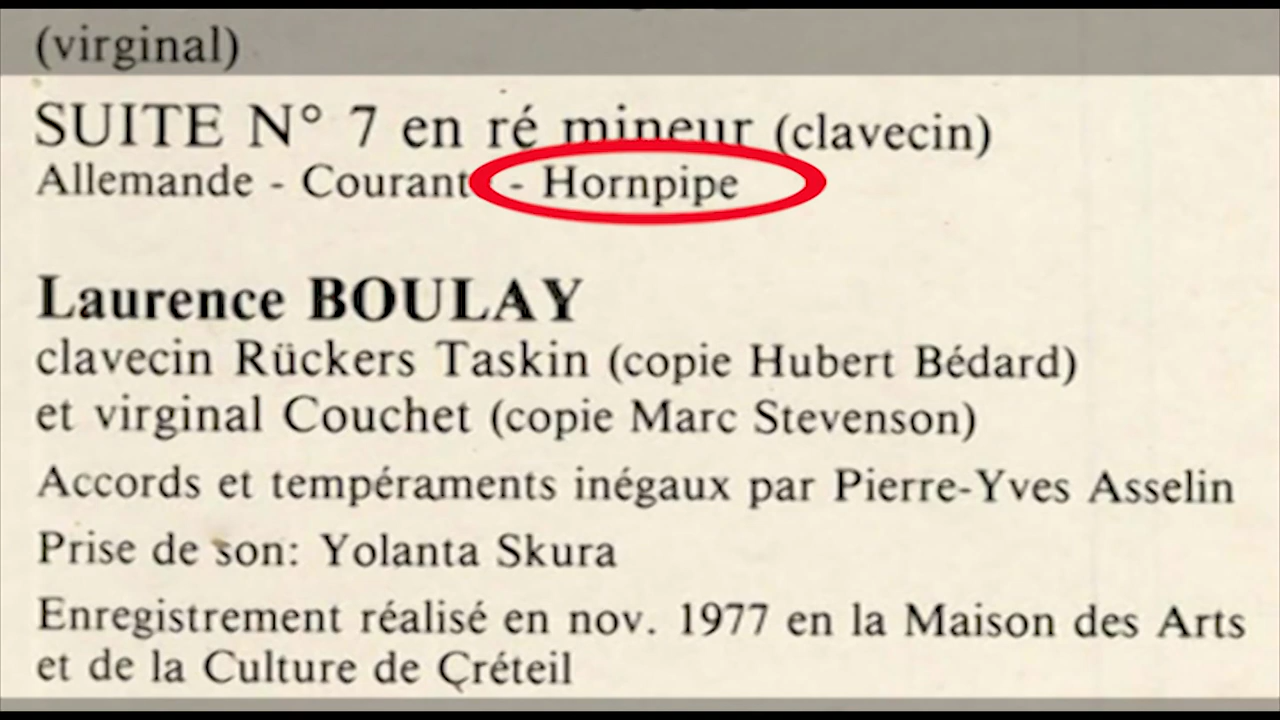 (virginal)
SUITE N° 7 en ré mineur (clavecin)
Allemande - Courant - Hornpipe
Laurence BOULAY
clavecin Rückers Taskin (copie Hubert Bédard)
et virginal Couchet (copie Marc Stevenson)
Accords et tempéraments inégaux par Pierre-Yves Asselin
Prise de son: Yolanta Skura
Enregistrement réalisé en nov. 1977 en la Maison des Arts
et de la Culture de Créteil